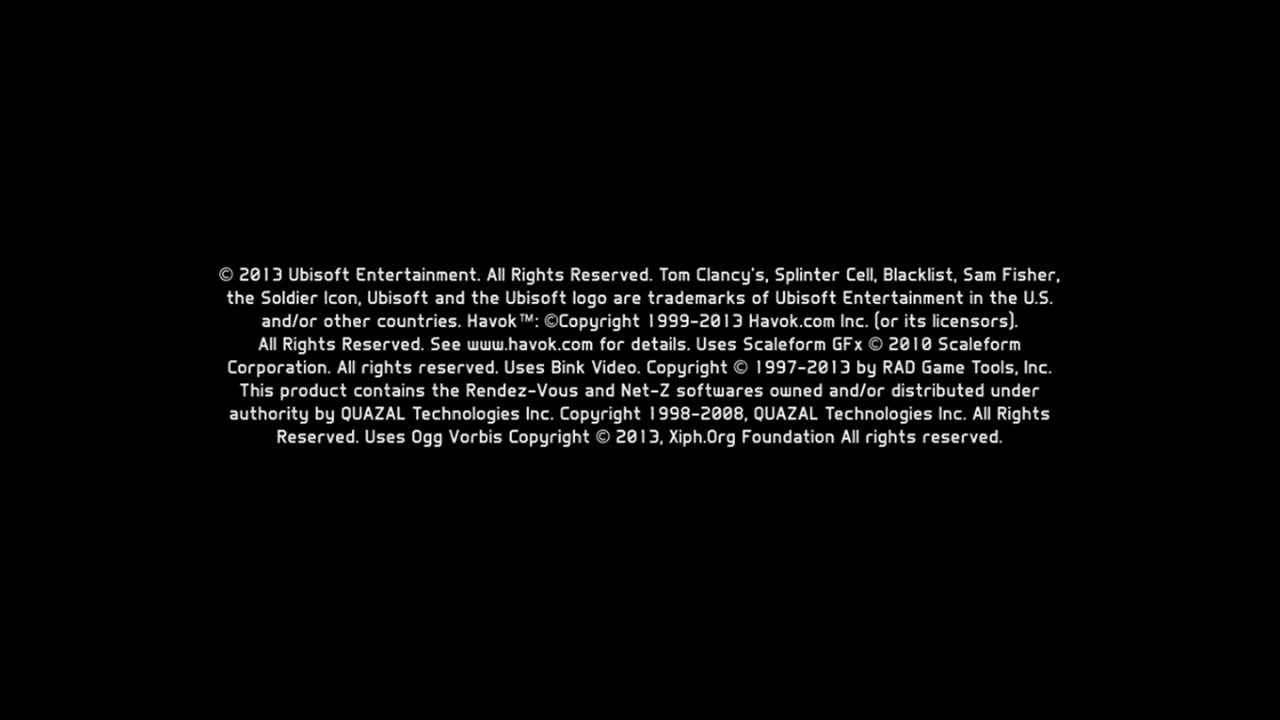 © 2013 Ubisoft Entertainment. All Rights Reserved. Tom Clancy's, Splinter Cell, Blacklist, Sam Fisher,
the Soldier Icon, Ubisoft and the Ubisoft logo are trademarks of Ubisoft Entertainment in the U.S.
and/or other countries. Havok™: ©Copyright 1999-2013 Havok.com Inc. (or its licensors).
All Rights Reserved. See www.havok.com for details. Uses Scaleform GFx © 2010 Scaleform
Corporation. All rights reserved. Uses Bink Video. Copyright © 1997-2013 by RAD Game Tools, Inc.
This product contains the Rendez-Vous and Net-Z softwares owned and/or distributed under
authority by QUAZAL Technologies Inc. Copyright 1998-2008, QUAZAL Technologies Inc. All Rights
Reserved. Uses Ogg Vorbis Copyright © 2013, Xiph.Org Foundation All rights reserved.